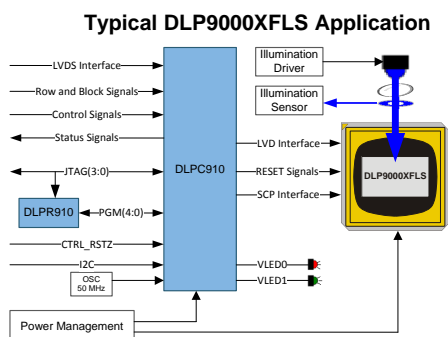 Typical DLP9000XFLS Application
LVDS Interface
Row and Block Signals
Control Signals
Status Signals
JTAG(3:0)
DLPR910
PGM(4:0)
CTRL_RSTZ
I2C
OSC
50 MHz
Power Management
DLPC910
Illumination
Driver
Illumination
Sensor
LVD Interface
RESET Signals
SCP Interface
DLP9000XFLS
VLED0
VLED1